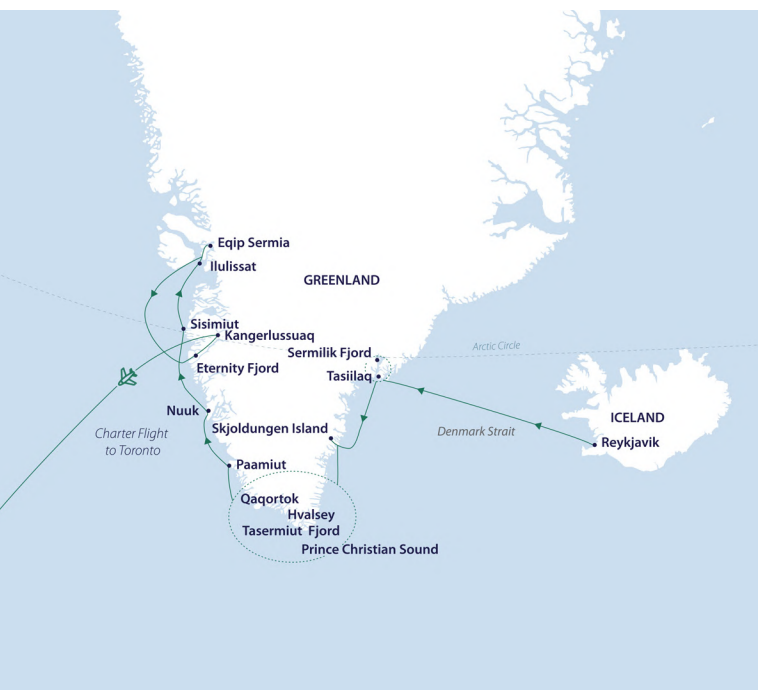 Eqip Sermia
Ilulissat
GREENLAND
Sisimiut
Kangerlussuaq
Arctic Circle
Sermilik Fjord
Eternity Fjord
Tasiilaq
Nuuk
ICELAND
Skjoldungen Island
Denmark Strait
Charter Flight
to Toronto
Reykjavik
Paamiut
Qaqortok
Hvalsey
Tasermiut Fjord
Prince Christian Sound